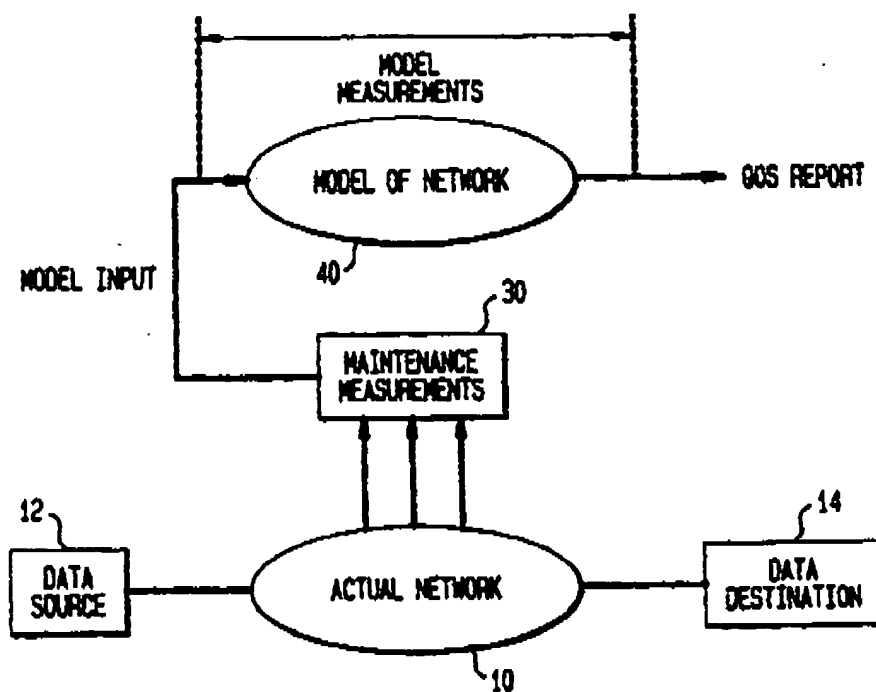 MODEL
MEASUREMENTS
MODEL OF NETWORK
GOS REPORT
40
MODEL INPUT
30
MAINTENANCE
MEASUREMENTS
12
14
DATA
SOURCE
ACTUAL NETWORK
DATA
DESTINATION
10